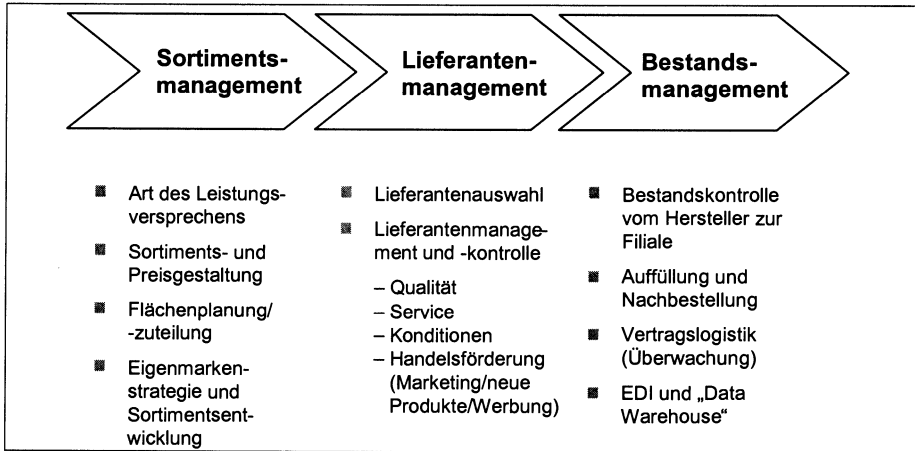 Sortiments-
management
Lieferanten-
management
Bestands-
management
Art des Leistungs-
versprechens
Sortiments- und
Preisgestaltung
Flächenplanung/
-zuteilung
Eigenmarken-
strategie und
Sortimentsent-
wicklung
Lieferantenauswahl
Lieferantenmanage-
ment und -kontrolle
– Qualität
– Service
– Konditionen
– Handelsförderung
(Marketing/neue
Produkte/Werbung)
Bestandskontrolle
vom Hersteller zur
Filiale
Auffüllung und
Nachbestellung
Vertragslogistik
(Überwachung)
EDI und „Data
Warehouse“